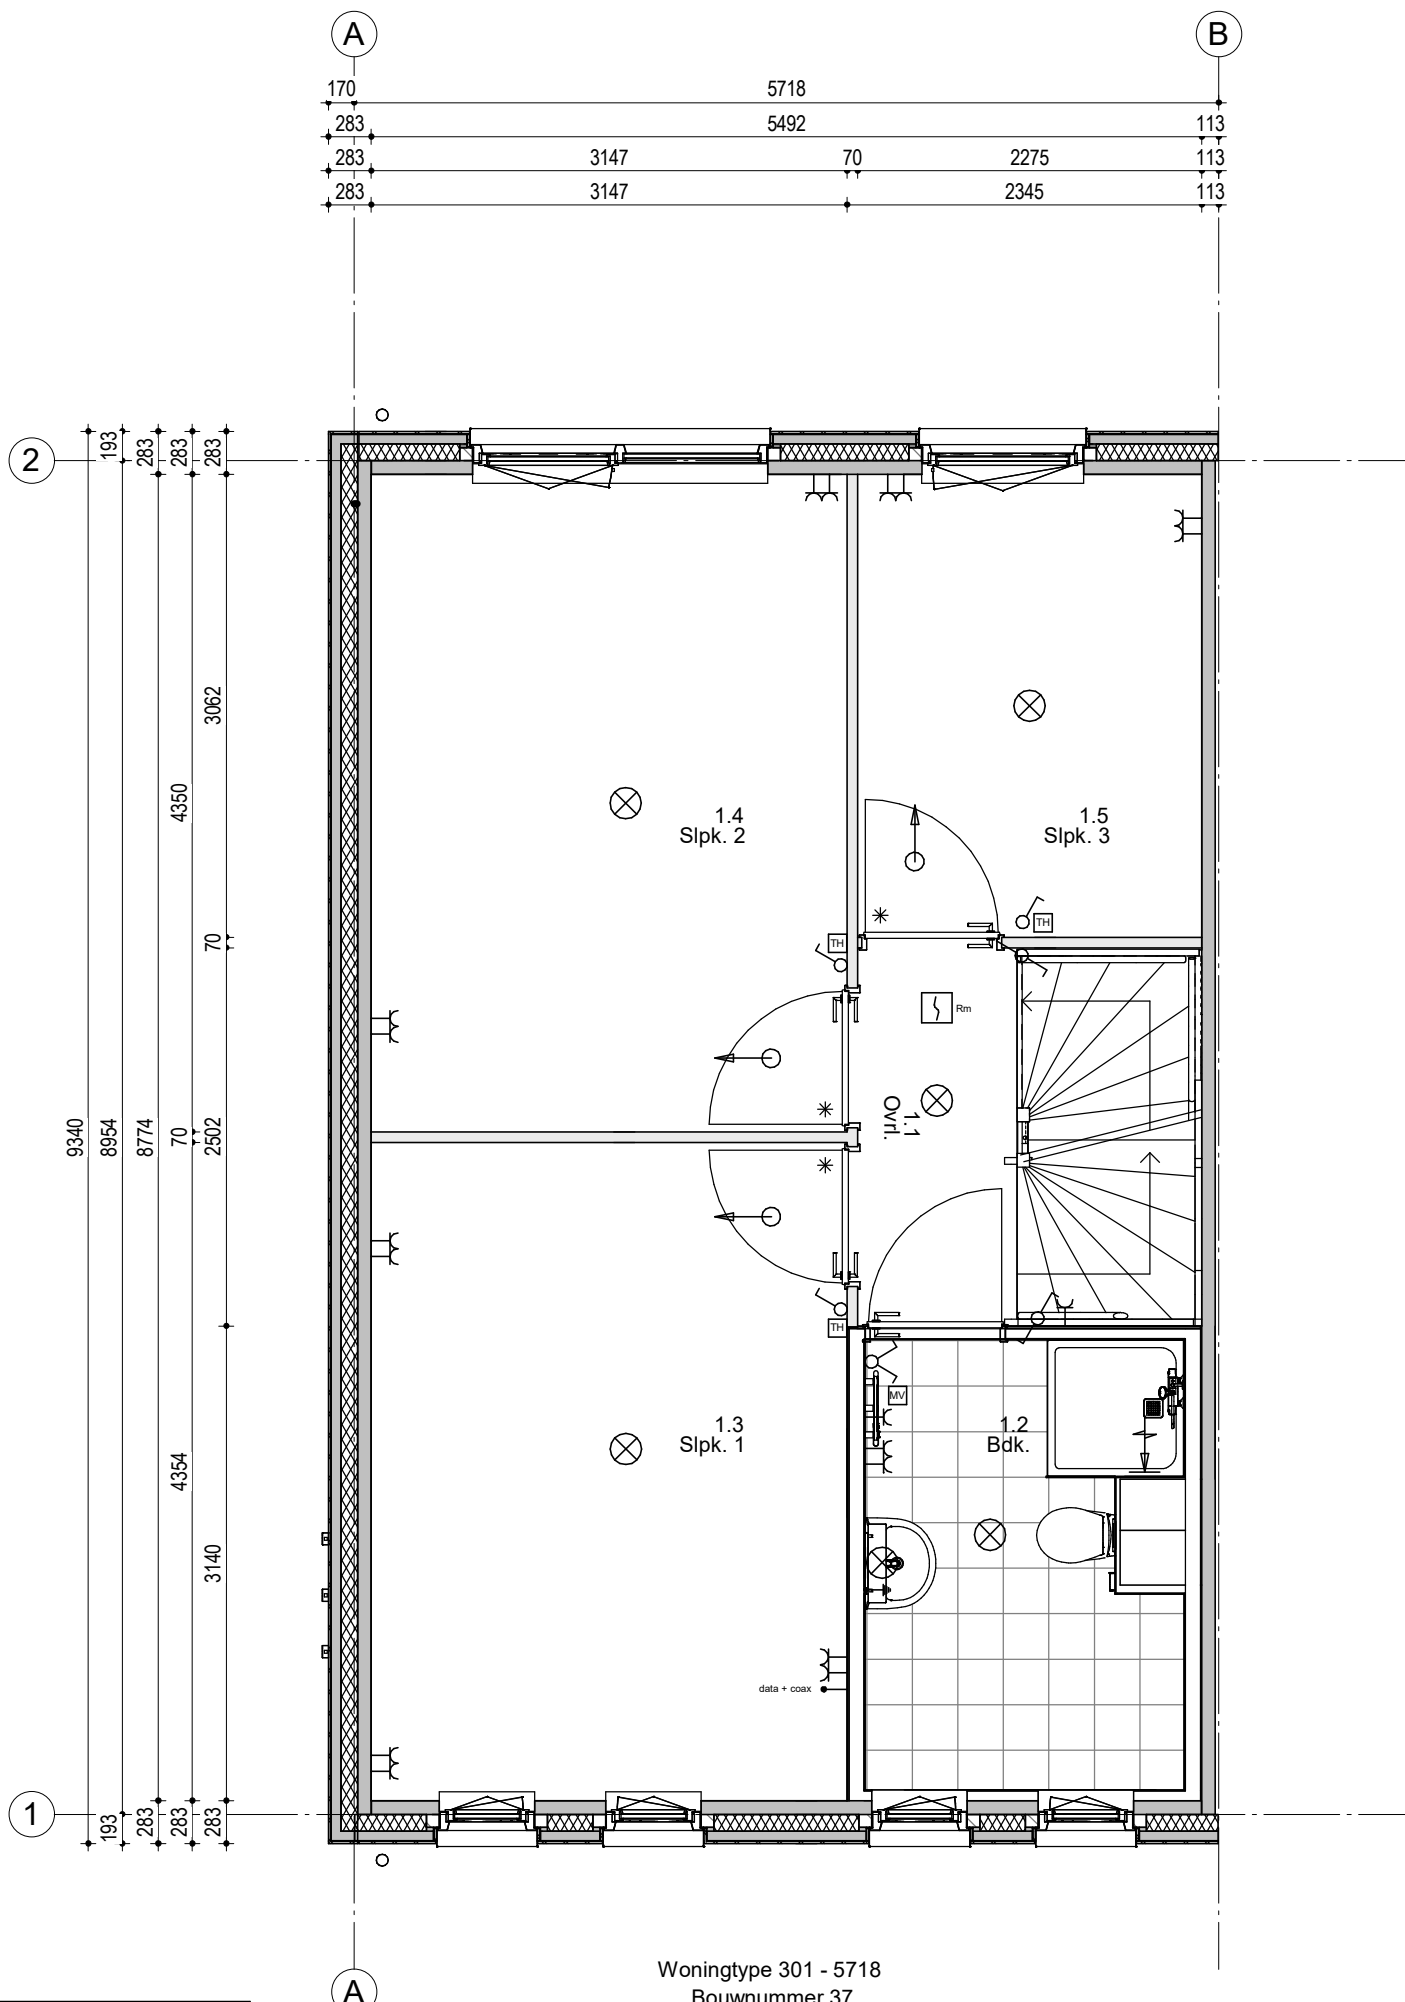 A B
170 5718
283 5492 113
283 3147 70 2275 113
283 3147 2345 113
2
193 283 283 283
3062
4350
70
1.4
Slpk. 2
1.5
Slpk. 3
TH
TH
Rm
1.1
Ovrl.
9340 8954 8774 70 2502
TH
MV
1.3
Slpk. 1
1.2
Bdk.
4354
3140
data + coax
1
193 283 283 283
A
Woningtype 301 - 5718
Bouwnummer 37